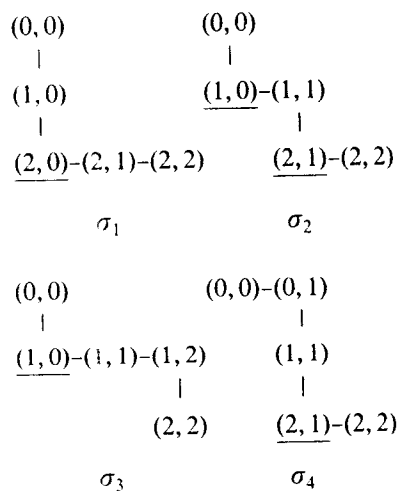 (0, 0) (0, 0)
(1, 0) (1, 0)-(1, 1)
(2, 0)-(2, 1)-(2, 2) (2, 1)-(2, 2)
σ₁ σ₂
(0, 0) (0, 0)-(0, 1)
(1, 0)-(1, 1)-(1, 2) (1, 1)
(2, 2) (2, 1)-(2, 2)
σ₃ σ₄